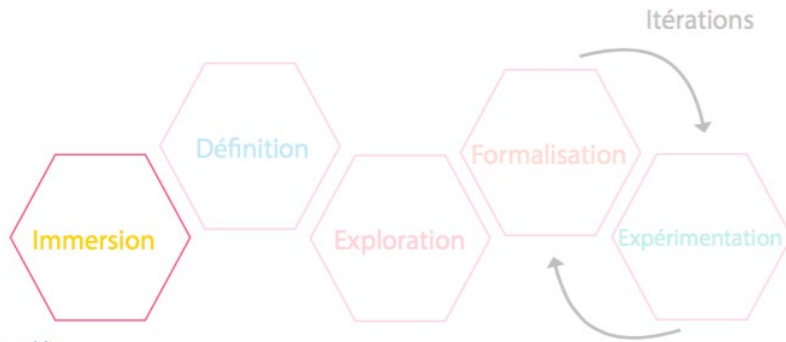 Itérations
Définition
Formalisation
Immersion
Exploration
Expérimentation